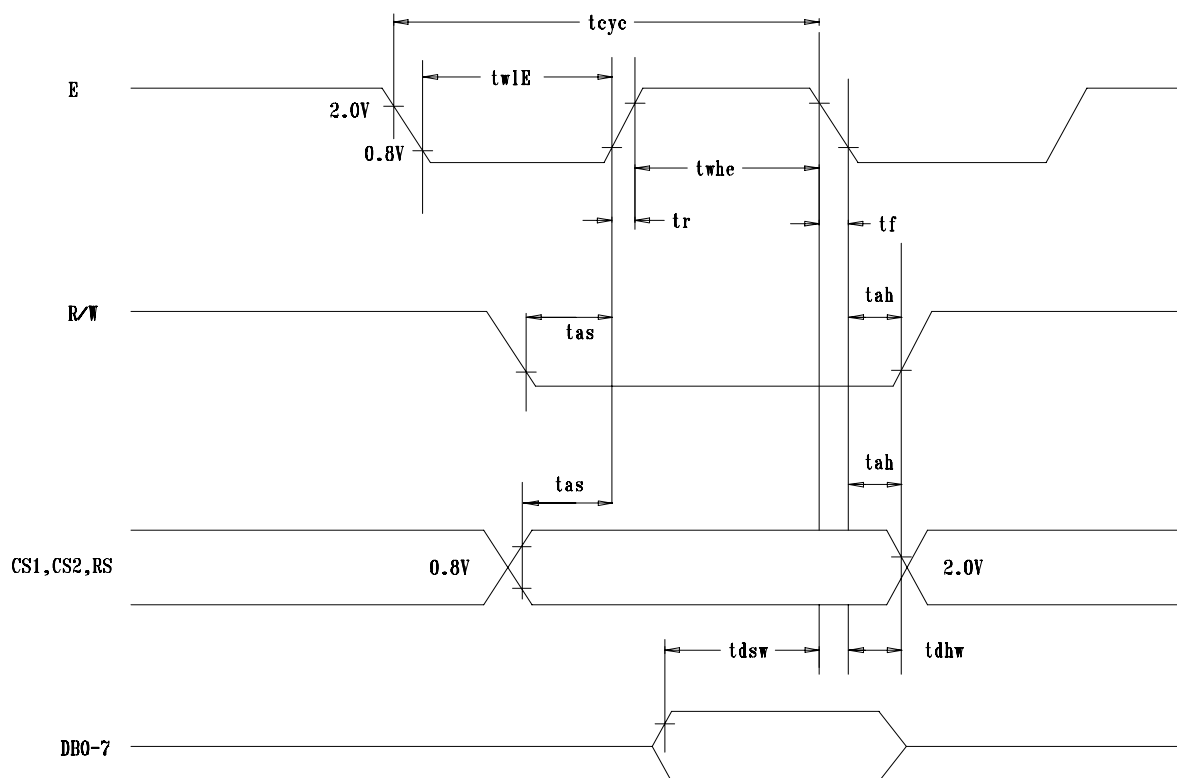 tcyc
twlE
E
2.0V
0.8V
twhe
tr
tf
R/W
tas
tah
tas
tah
CS1,CS2,RS
0.8V
2.0V
tdsw
tdhw
DB0-7